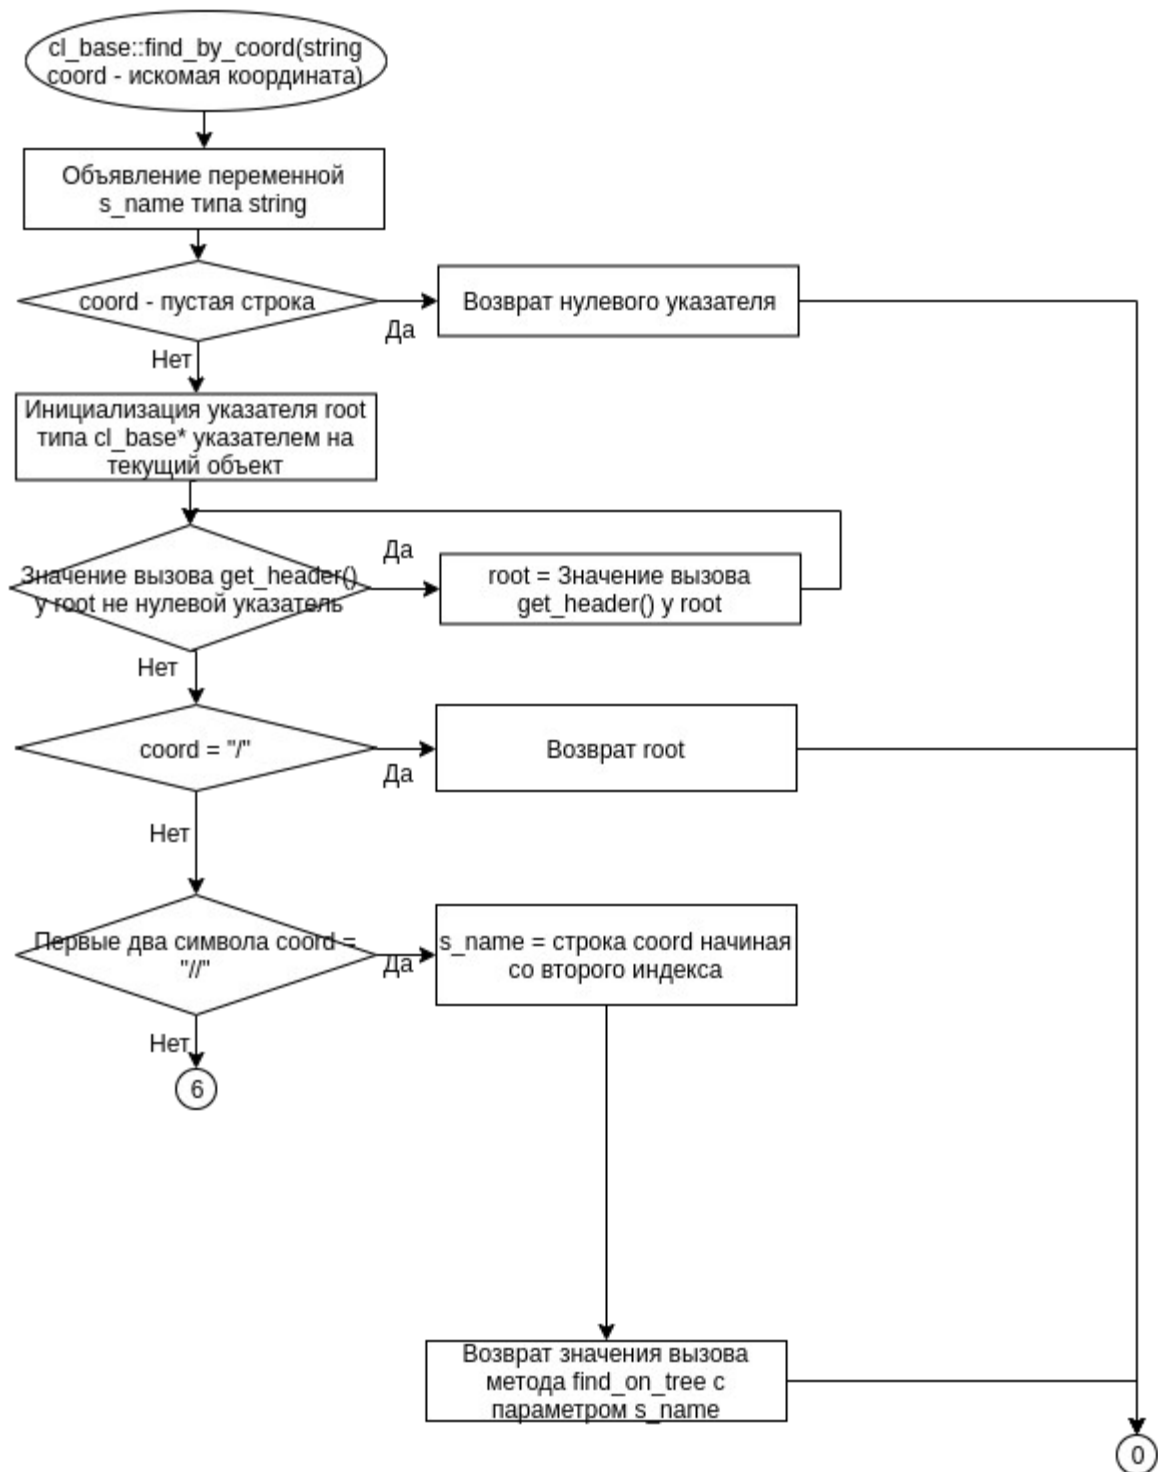 cl_base::find_by_coord(string
coord - искомая координата)
Объявление переменной
s_name типа string
coord - пустая строка
Да
Возврат нулевого указателя
Нет
Инициализация указателя root
типа cl_base* указателем на
текущий объект
Значение вызова get_header()
у root не нулевой указатель
Да
root = Значение вызова
get_header() у root
Нет
coord = "/"
Да
Возврат root
Нет
Первые два символа coord =
"//"
Да
s_name = строка coord начиная
со второго индекса
Нет
6
Возврат значения вызова
метода find_on_tree с
параметром s_name
0